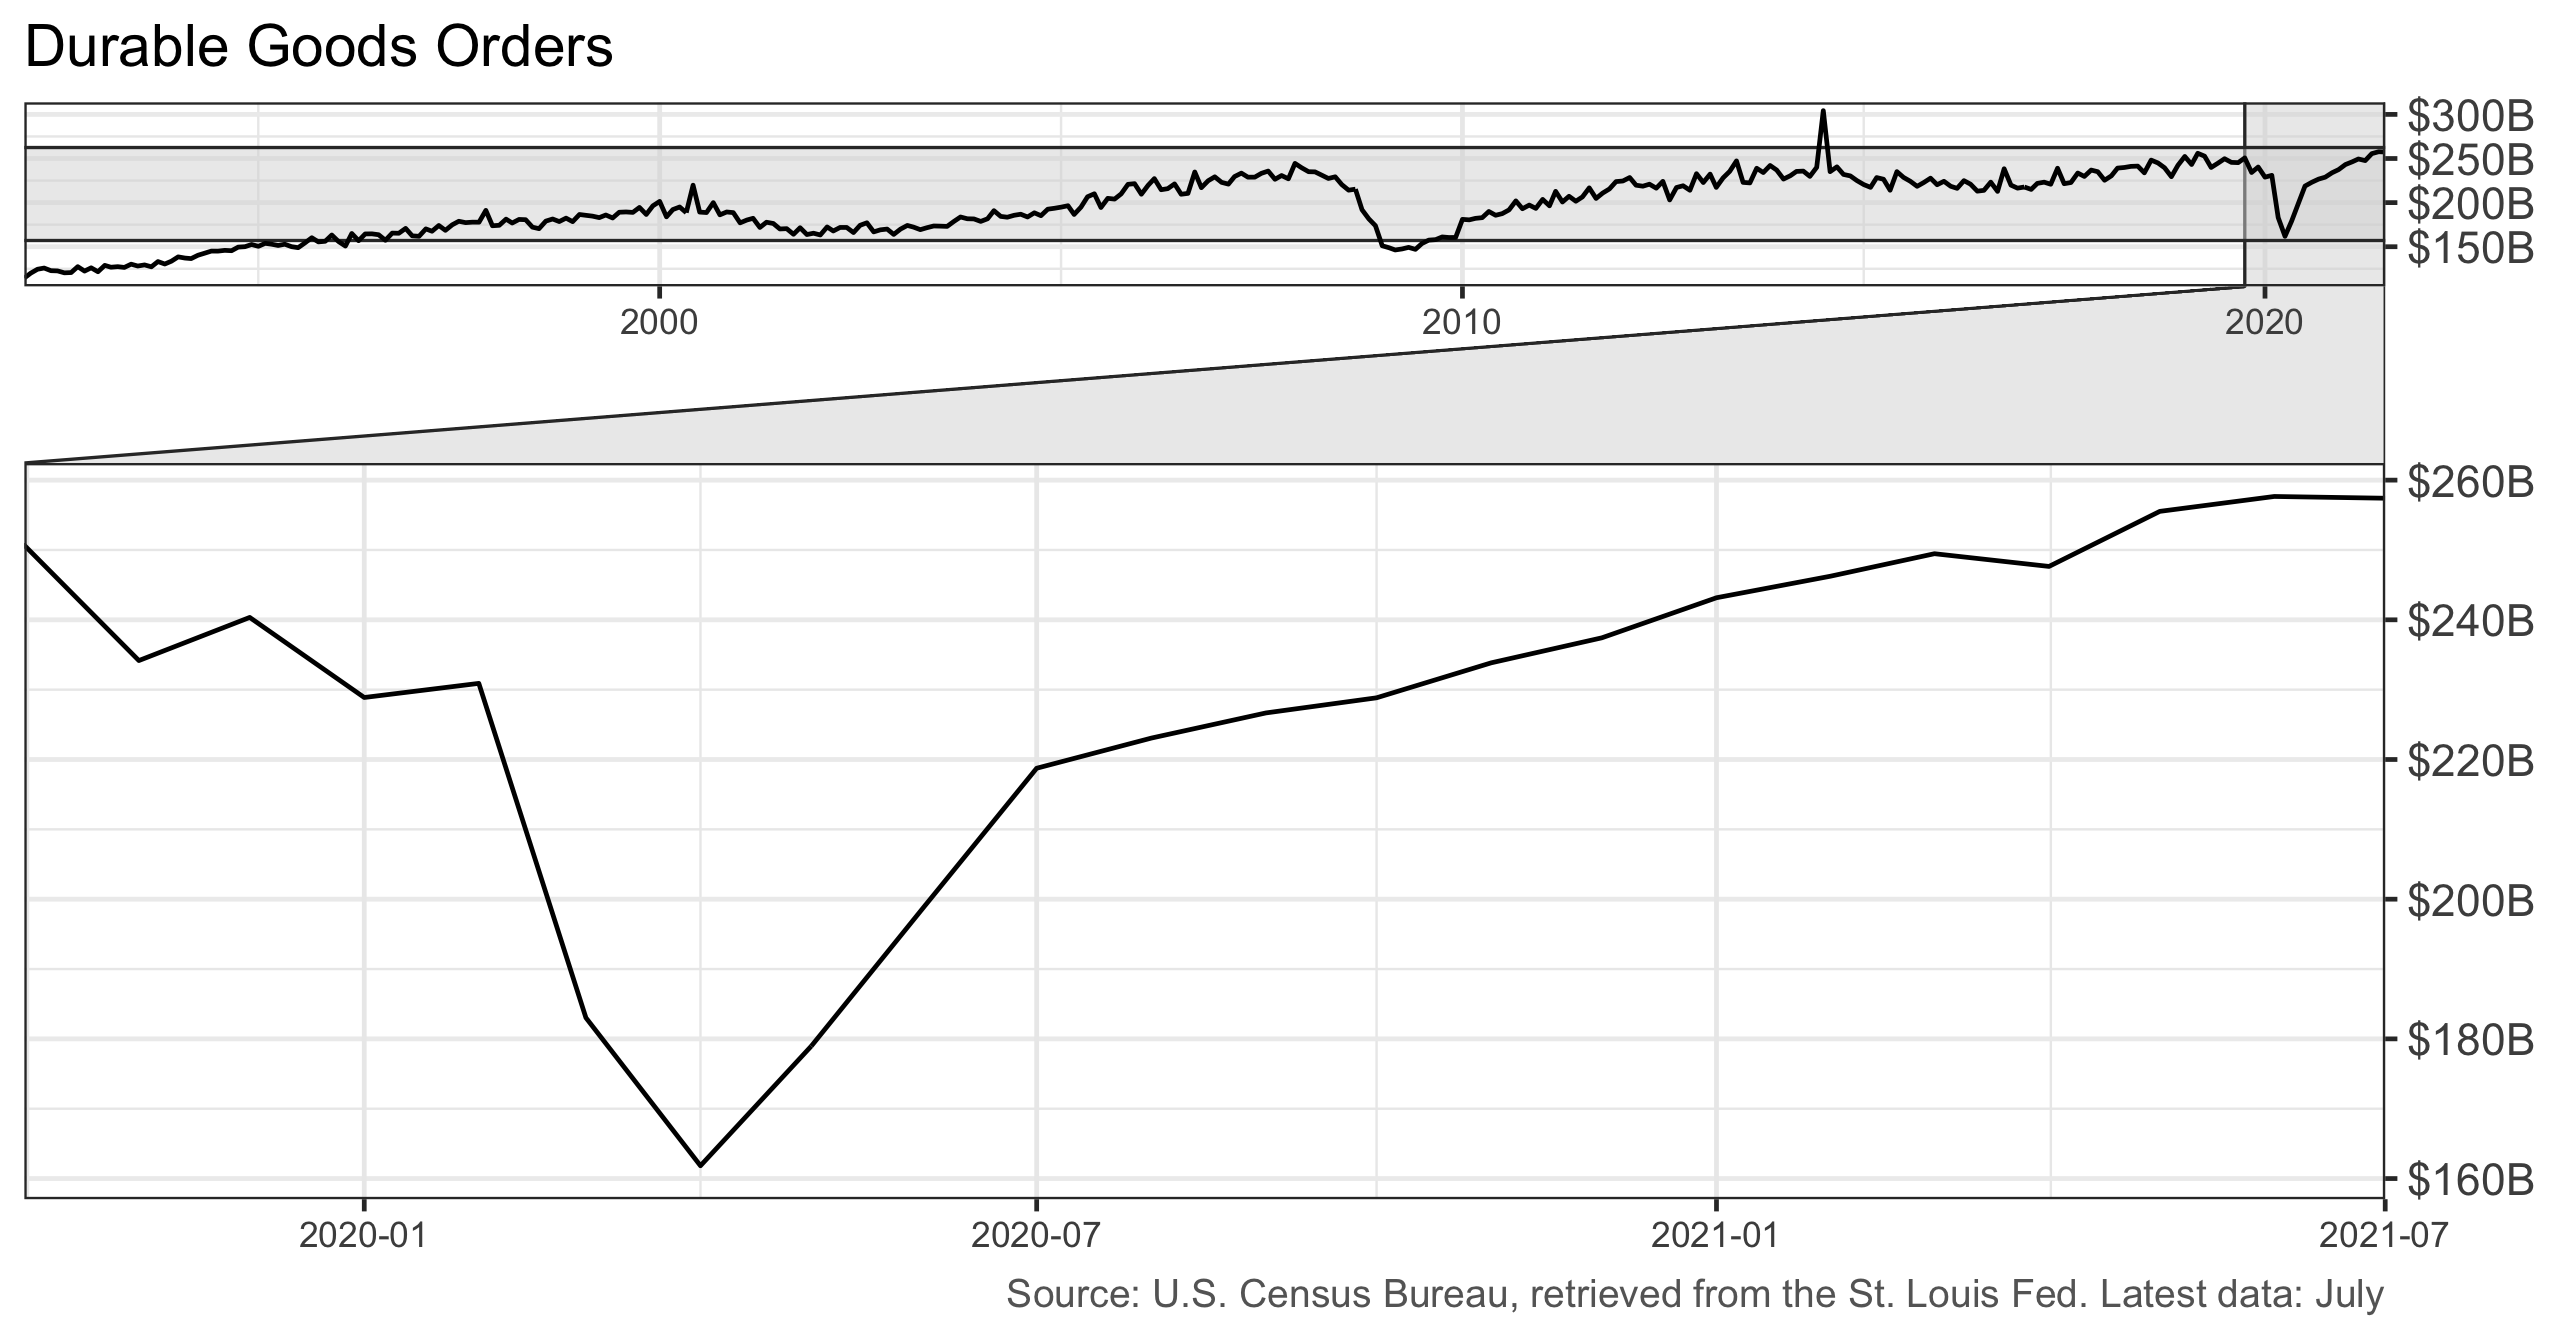 Durable Goods Orders
$300B
$250B
$200B
$150B
2000 2010 2020
$260B
$240B
$220B
$200B
$180B
$160B
2020-01 2020-07 2021-01 2021-07
Source: U.S. Census Bureau, retrieved from the St. Louis Fed. Latest data: July